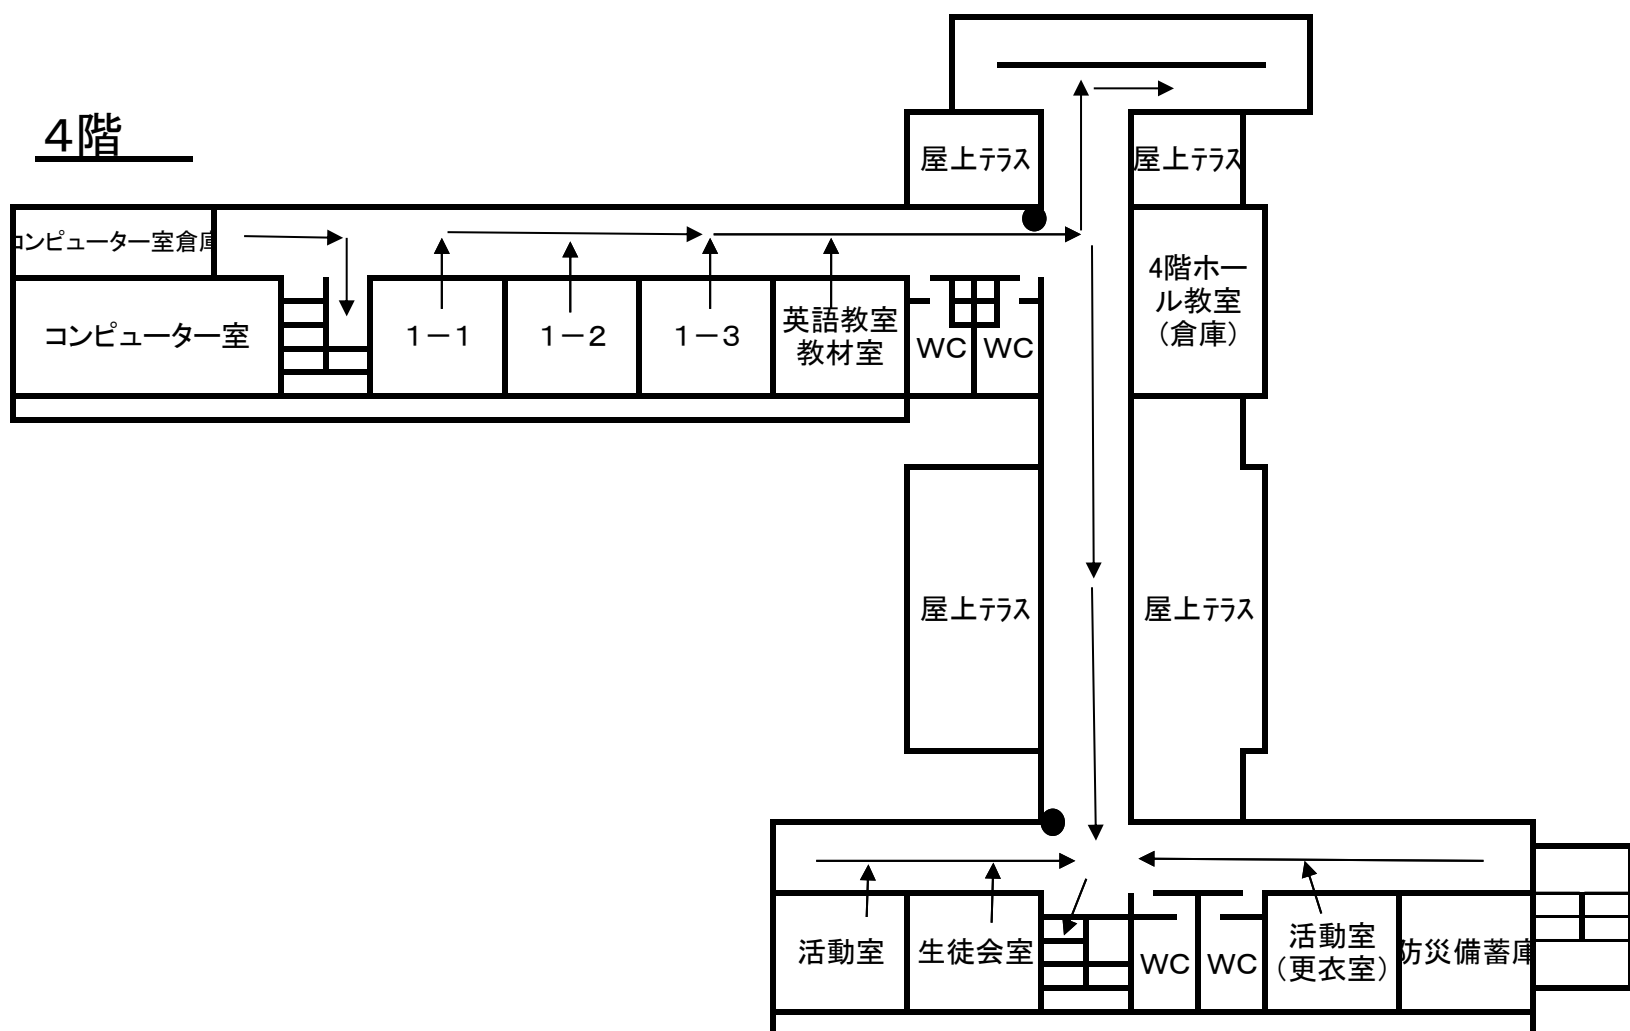 ４階
屋上ﾃﾗｽ
屋上ﾃﾗｽ
コンピューター室倉庫
4階ホー
ル教室
（倉庫）
コンピューター室
１－１
１－２
１－３
英語教室
教材室
WC
WC
屋上ﾃﾗｽ
屋上ﾃﾗｽ
活動室
生徒会室
WC
WC
活動室
（更衣室）
防災備蓄庫